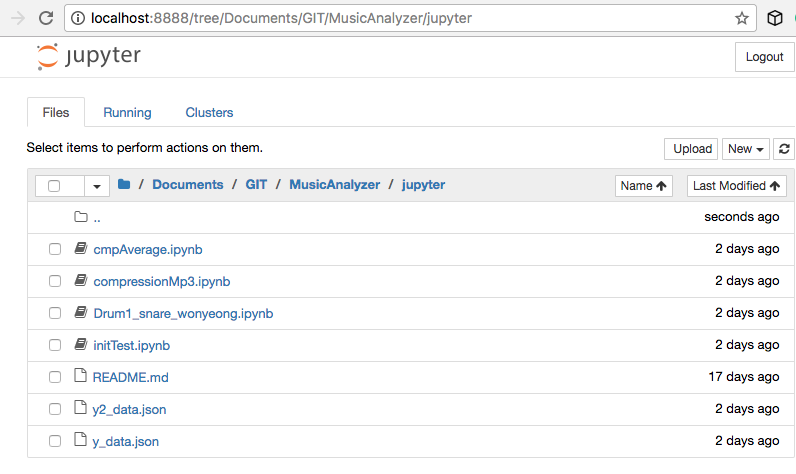 localhost:8888/tree/Documents/GIT/MusicAnalyzer/jupyter
jupyter
Logout
Files Running Clusters
Select items to perform actions on them.
Upload New
/ Documents / GIT / MusicAnalyzer / jupyter
Name Last Modified
.. seconds ago
cmpAverage.ipynb 2 days ago
compressionMp3.ipynb 2 days ago
Drum1_snare_wonyeong.ipynb 2 days ago
initTest.ipynb 2 days ago
README.md 17 days ago
y2_data.json 2 days ago
y_data.json 2 days ago